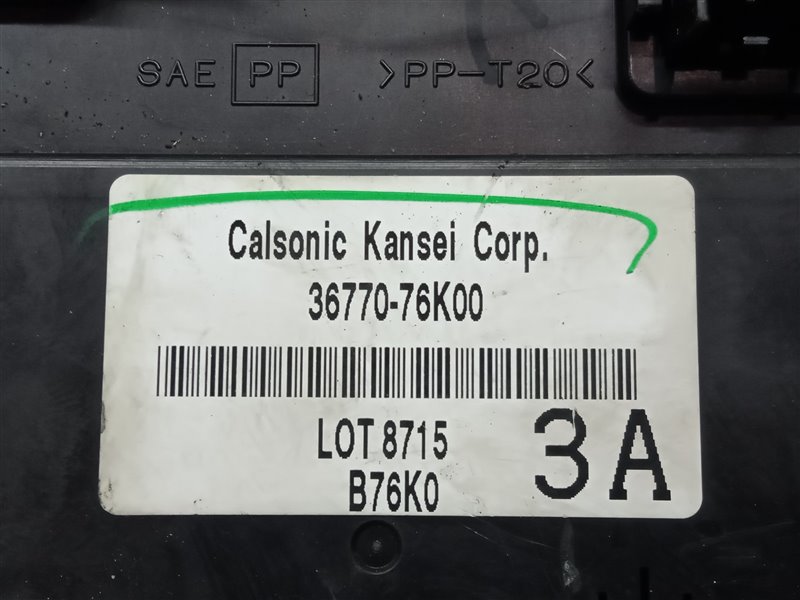 SAE PP >PP-T20<
Calsonic Kansei Corp.
36770-76K00
LOT 8715
B76K0
3A